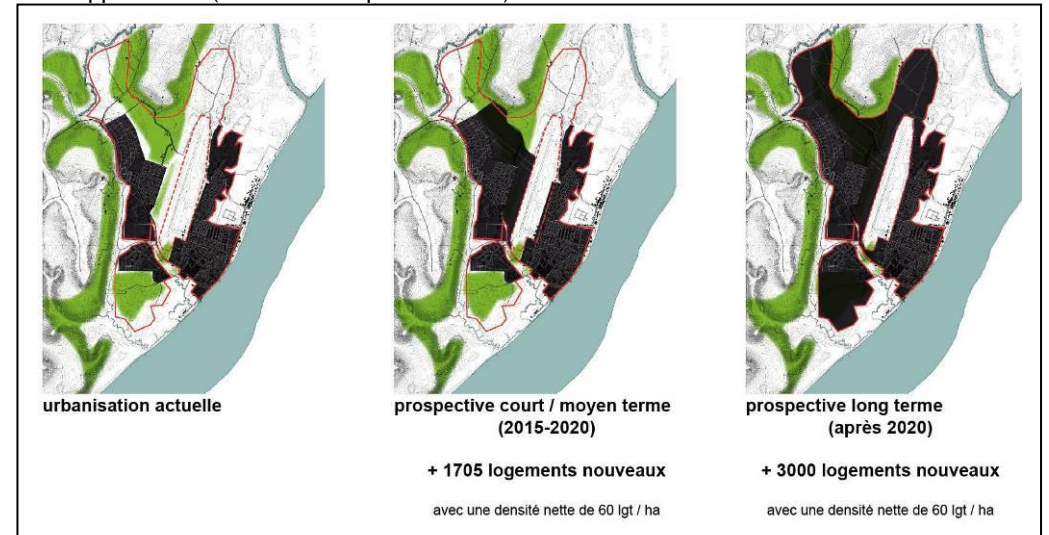 urbanisation actuelle
prospective court / moyen terme
(2015-2020)
+ 1705 logements nouveaux
avec une densité nette de 60 lgt / ha
prospective long terme
(après 2020)
+ 3000 logements nouveaux
avec une densité nette de 60 lgt / ha